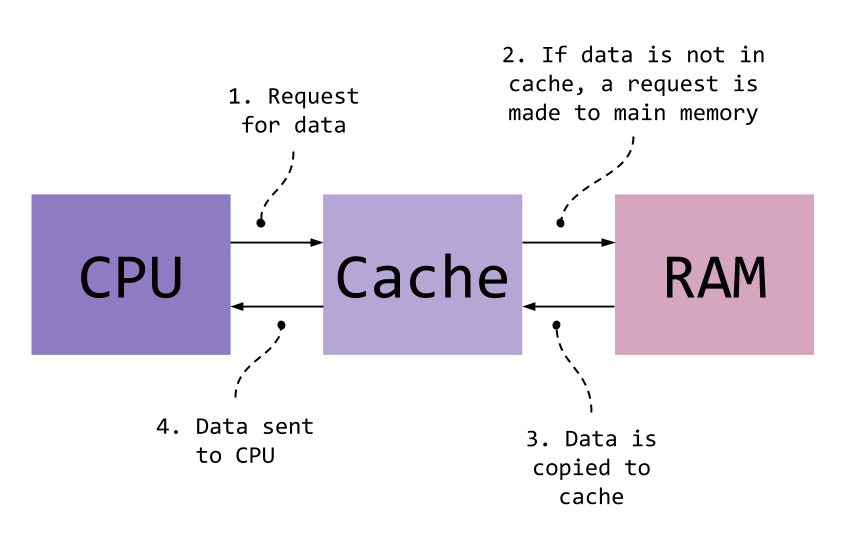 1. Request
for data
2. If data is not in
cache, a request is
made to main memory
CPU
Cache
RAM
4. Data sent
to CPU
3. Data is
copied to
cache